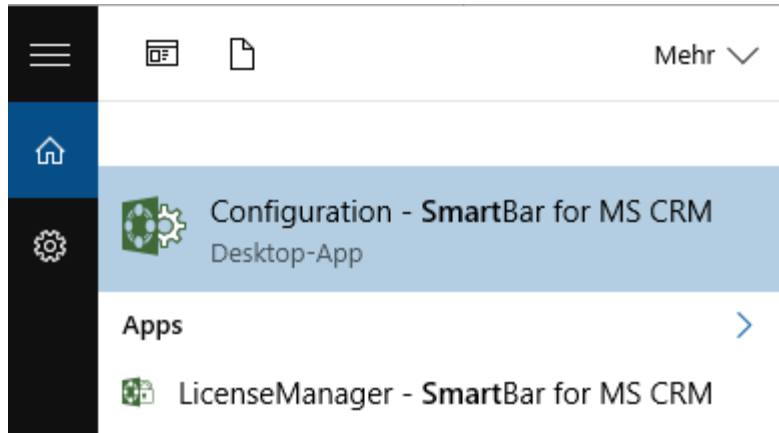 Mehr
Configuration - SmartBar for MS CRM
Desktop-App
Apps
LicenseManager - SmartBar for MS CRM